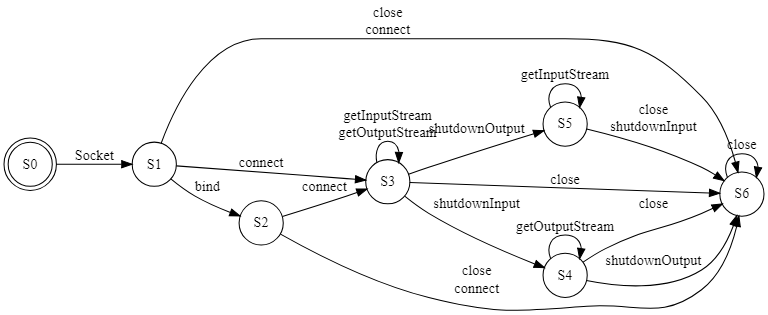 close
connect
getInputStream
getInputStream
getOutputStream
shutdownOutput
S5
close
shutdownInput
close
S0
Socket
S1
connect
S3
close
S6
bind
connect
shutdownInput
close
S2
getOutputStream
S4
shutdownOutput
close
connect